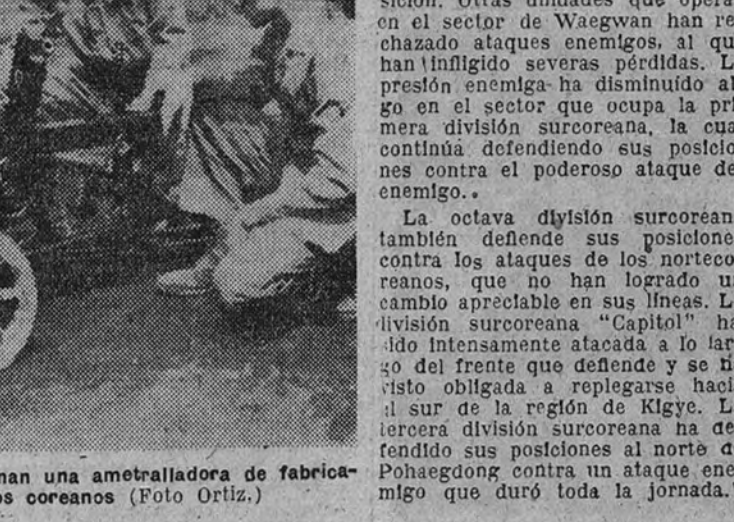 man una ametralladora de fabrica-
os coreanos (Foto Ortiz.)
sición. Otras unidades que opera
en el sector de Waegwan han re
chazado ataques enemigos, al qu
han infligido severas pérdidas. L
presión enemiga ha disminuído al
go en el sector que ocupa la pri
mera división surcoreana, la cua
continúa defendiendo sus posicio
nes contra el poderoso ataque de
enemigo.
La octava división surcorean
también defiende sus posicione
contra los ataques de los norteco
reanos, que no han logrado u
cambio apreciable en sus líneas. L
división surcoreana "Capitol" ha
sido intensamente atacada a lo lar
go del frente que defiende y se h
visto obligada a replegarse haci
al sur de la región de Kigye. L
tercera división surcoreana ha de
fendido sus posiciones al norte d
Pohaegdong contra un ataque ene
migo que duró toda la jornada."